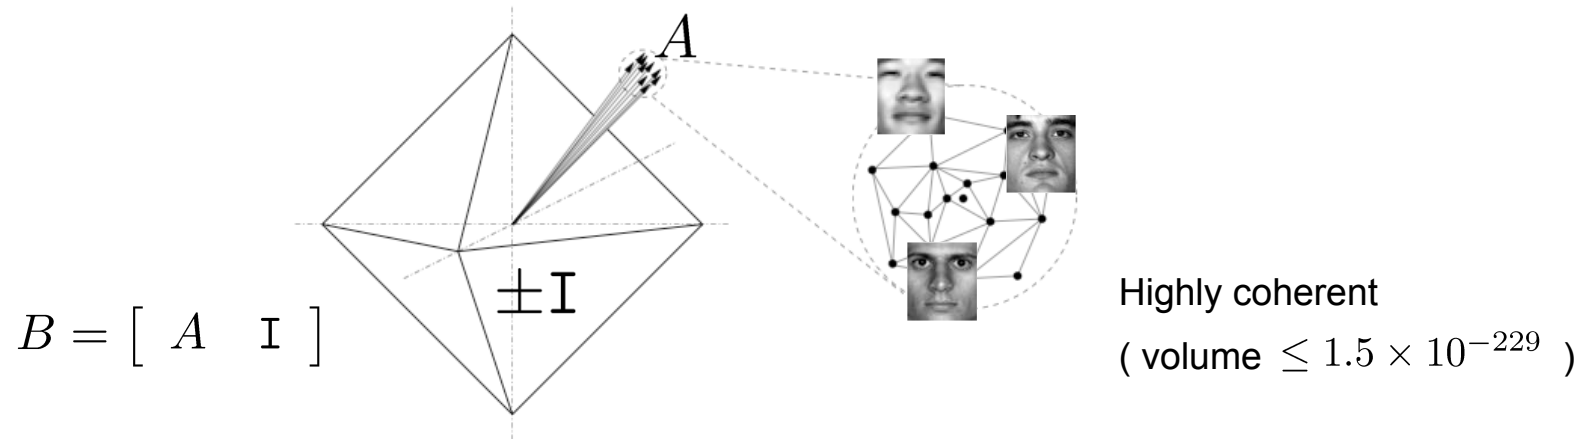 A
±I
B = [ A I ]
Highly coherent
( volume ≤ 1.5 × 10⁻²²⁹ )